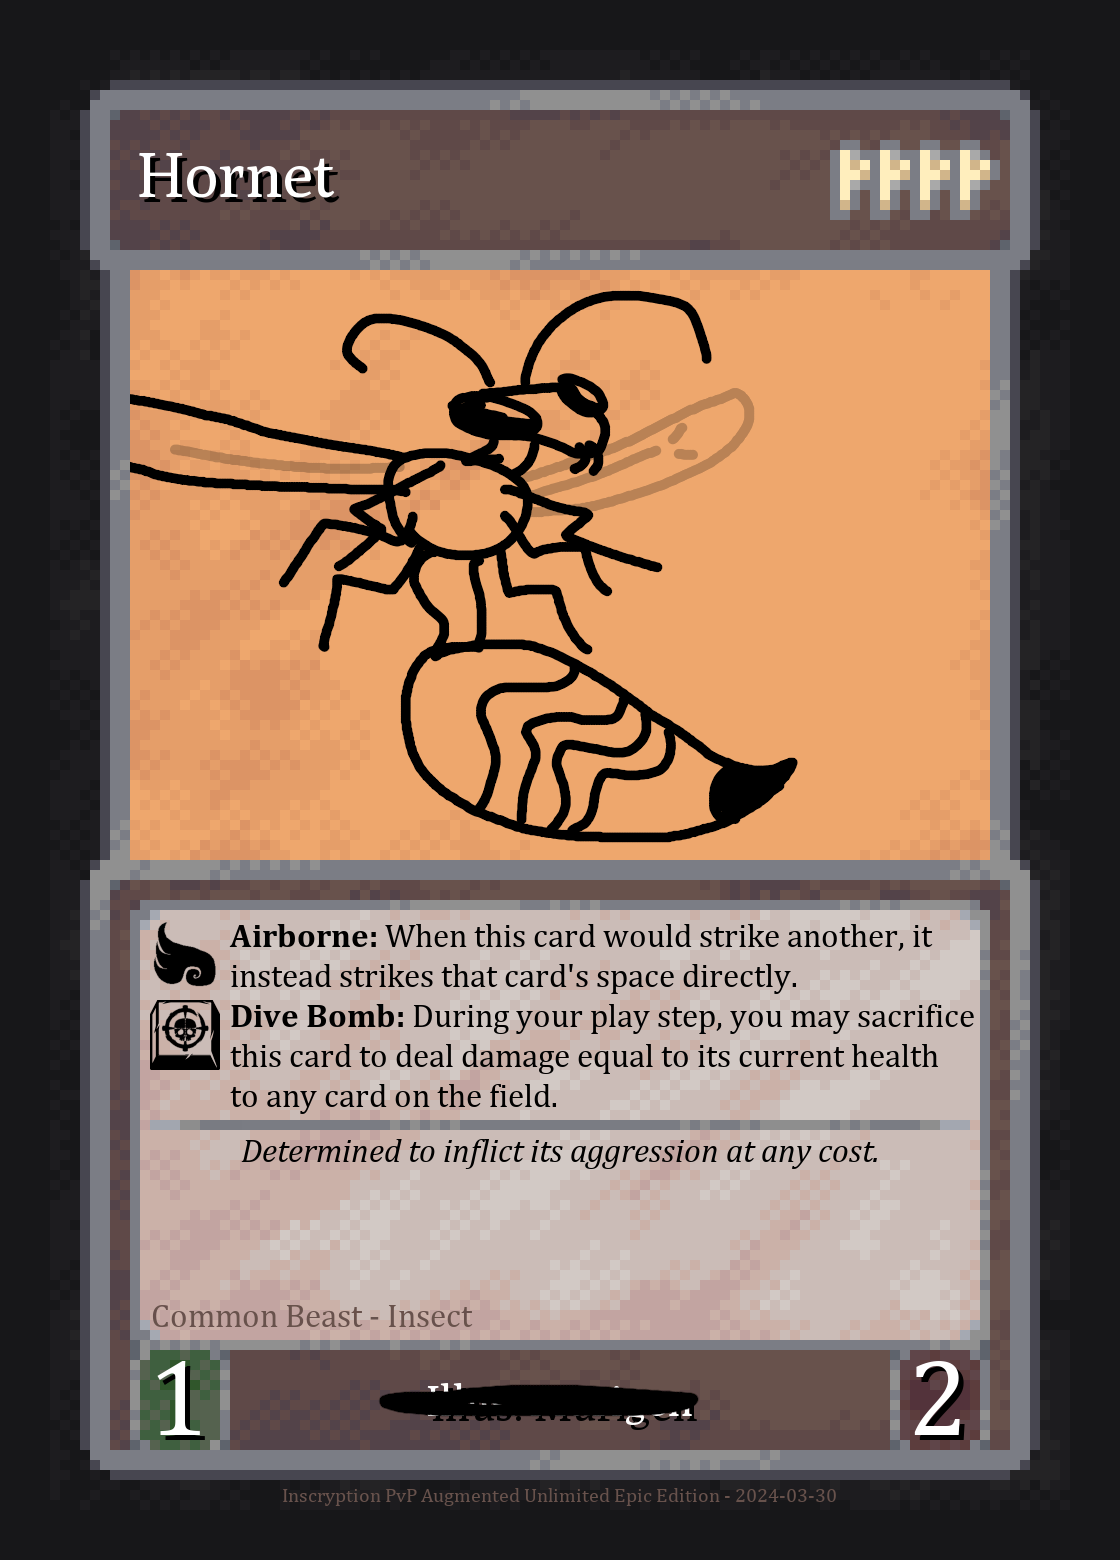 Hornet
Airborne: When this card would strike another, it
instead strikes that card's space directly.
Dive Bomb: During your play step, you may sacrifice
this card to deal damage equal to its current health
to any card on the field.
Determined to inflict its aggression at any cost.
Common Beast - Insect
1
2
Inscryption PvP Augmented Unlimited Epic Edition - 2024-03-30